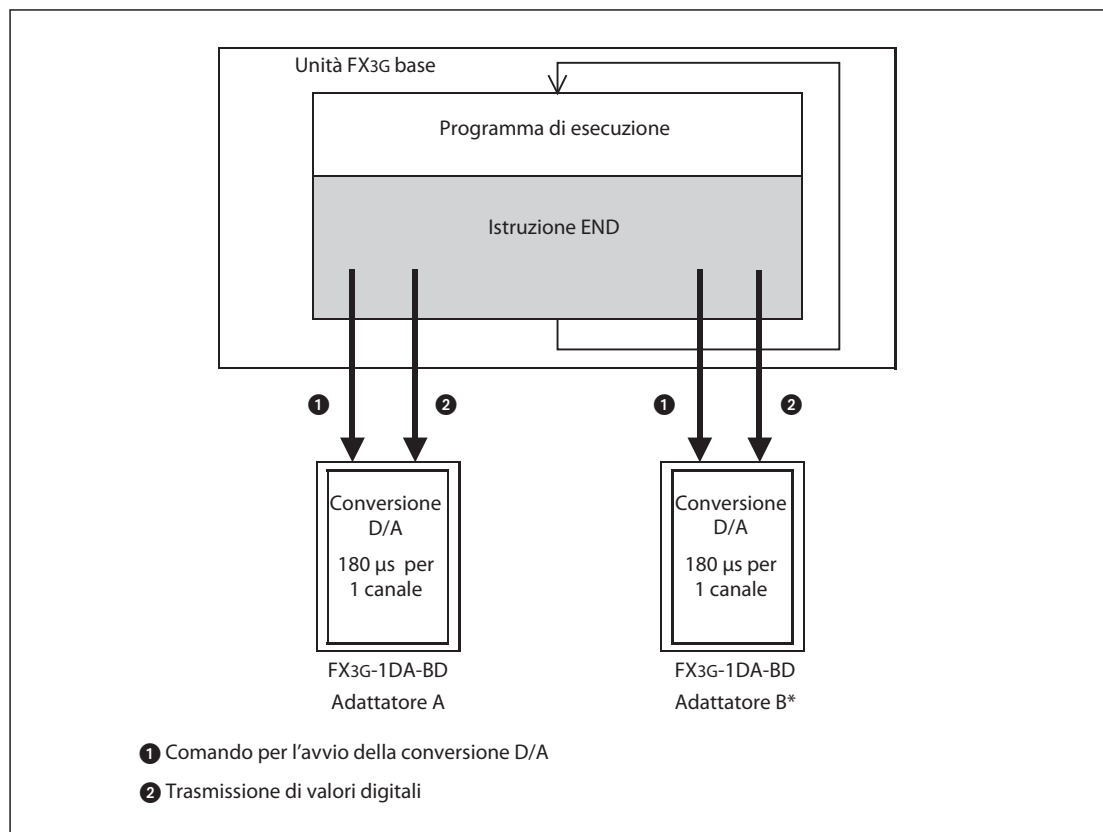 Unità FX3G base
Programma di esecuzione
Istruzione END
❶ ❷ ❶ ❷
Conversione
D/A
180 μs per
1 canale
FX3G-1DA-BD
Adattatore A
Conversione
D/A
180 μs per
1 canale
FX3G-1DA-BD
Adattatore B*
❶ Comando per l’avvio della conversione D/A
❷ Trasmissione di valori digitali